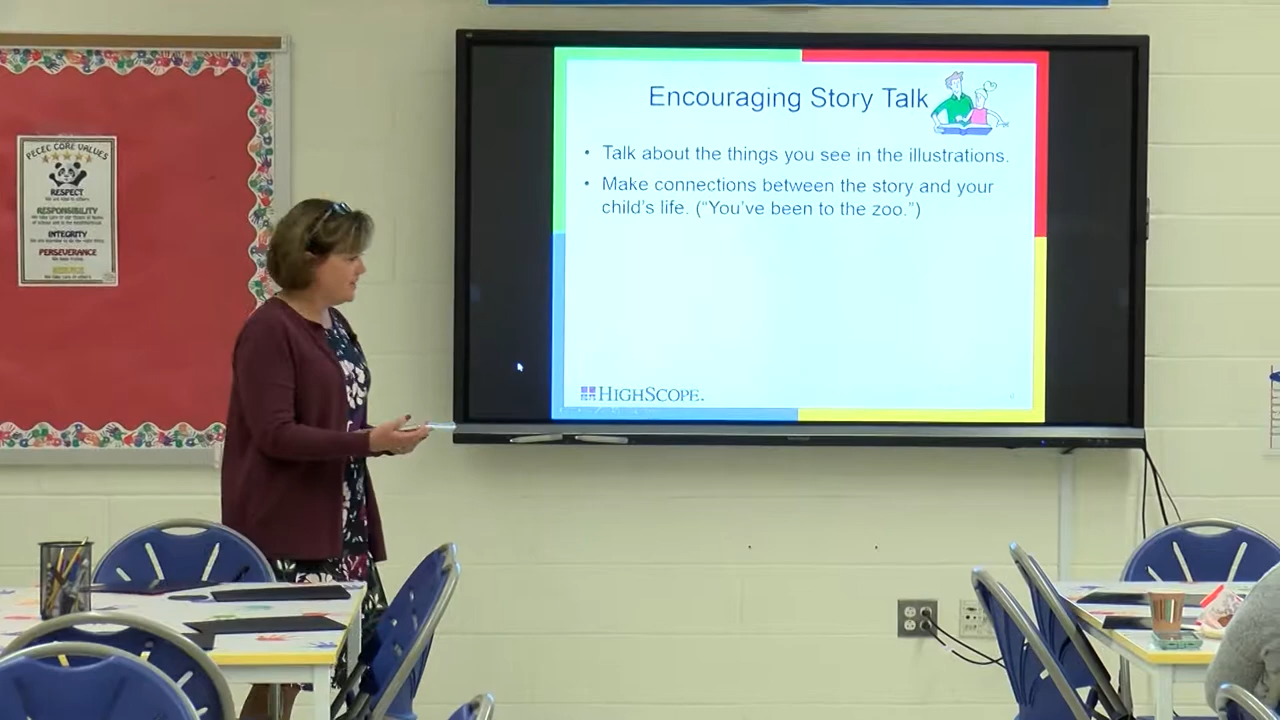 PECEC CORE VALUES
RESPECT
RESPONSIBILITY
INTEGRITY
PERSEVERANCE
Encouraging Story Talk
• Talk about the things you see in the illustrations.
• Make connections between the story and your
child's life. (“You've been to the zoo.”)
HIGHSCOPE.